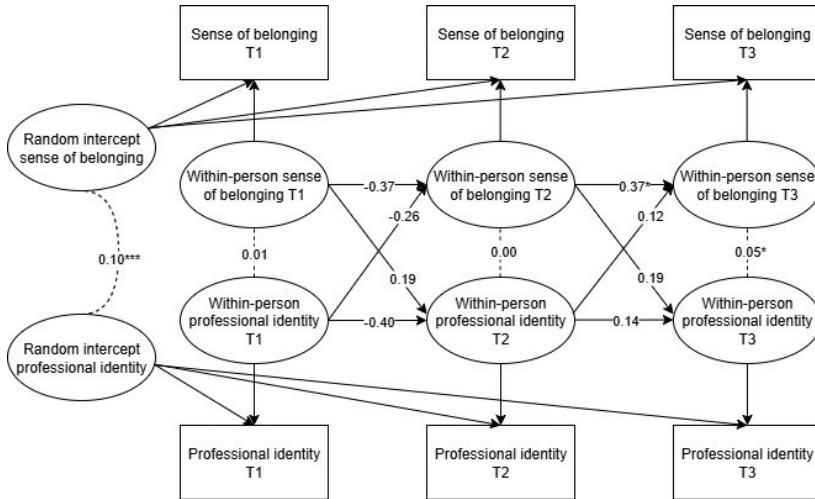 Sense of belonging
T1
Sense of belonging
T2
Sense of belonging
T3
Random intercept
sense of belonging
Within-person sense
of belonging T1
-0.37
Within-person sense
of belonging T2
0.37*
Within-person sense
of belonging T3
-0.26
0.12
0.10***
0.01
0.00
0.05*
0.19
0.19
Within-person
professional identity
T1
-0.40
Within-person
professional identity
T2
0.14
Within-person
professional identity
T3
Random intercept
professional identity
Professional identity
T1
Professional identity
T2
Professional identity
T3